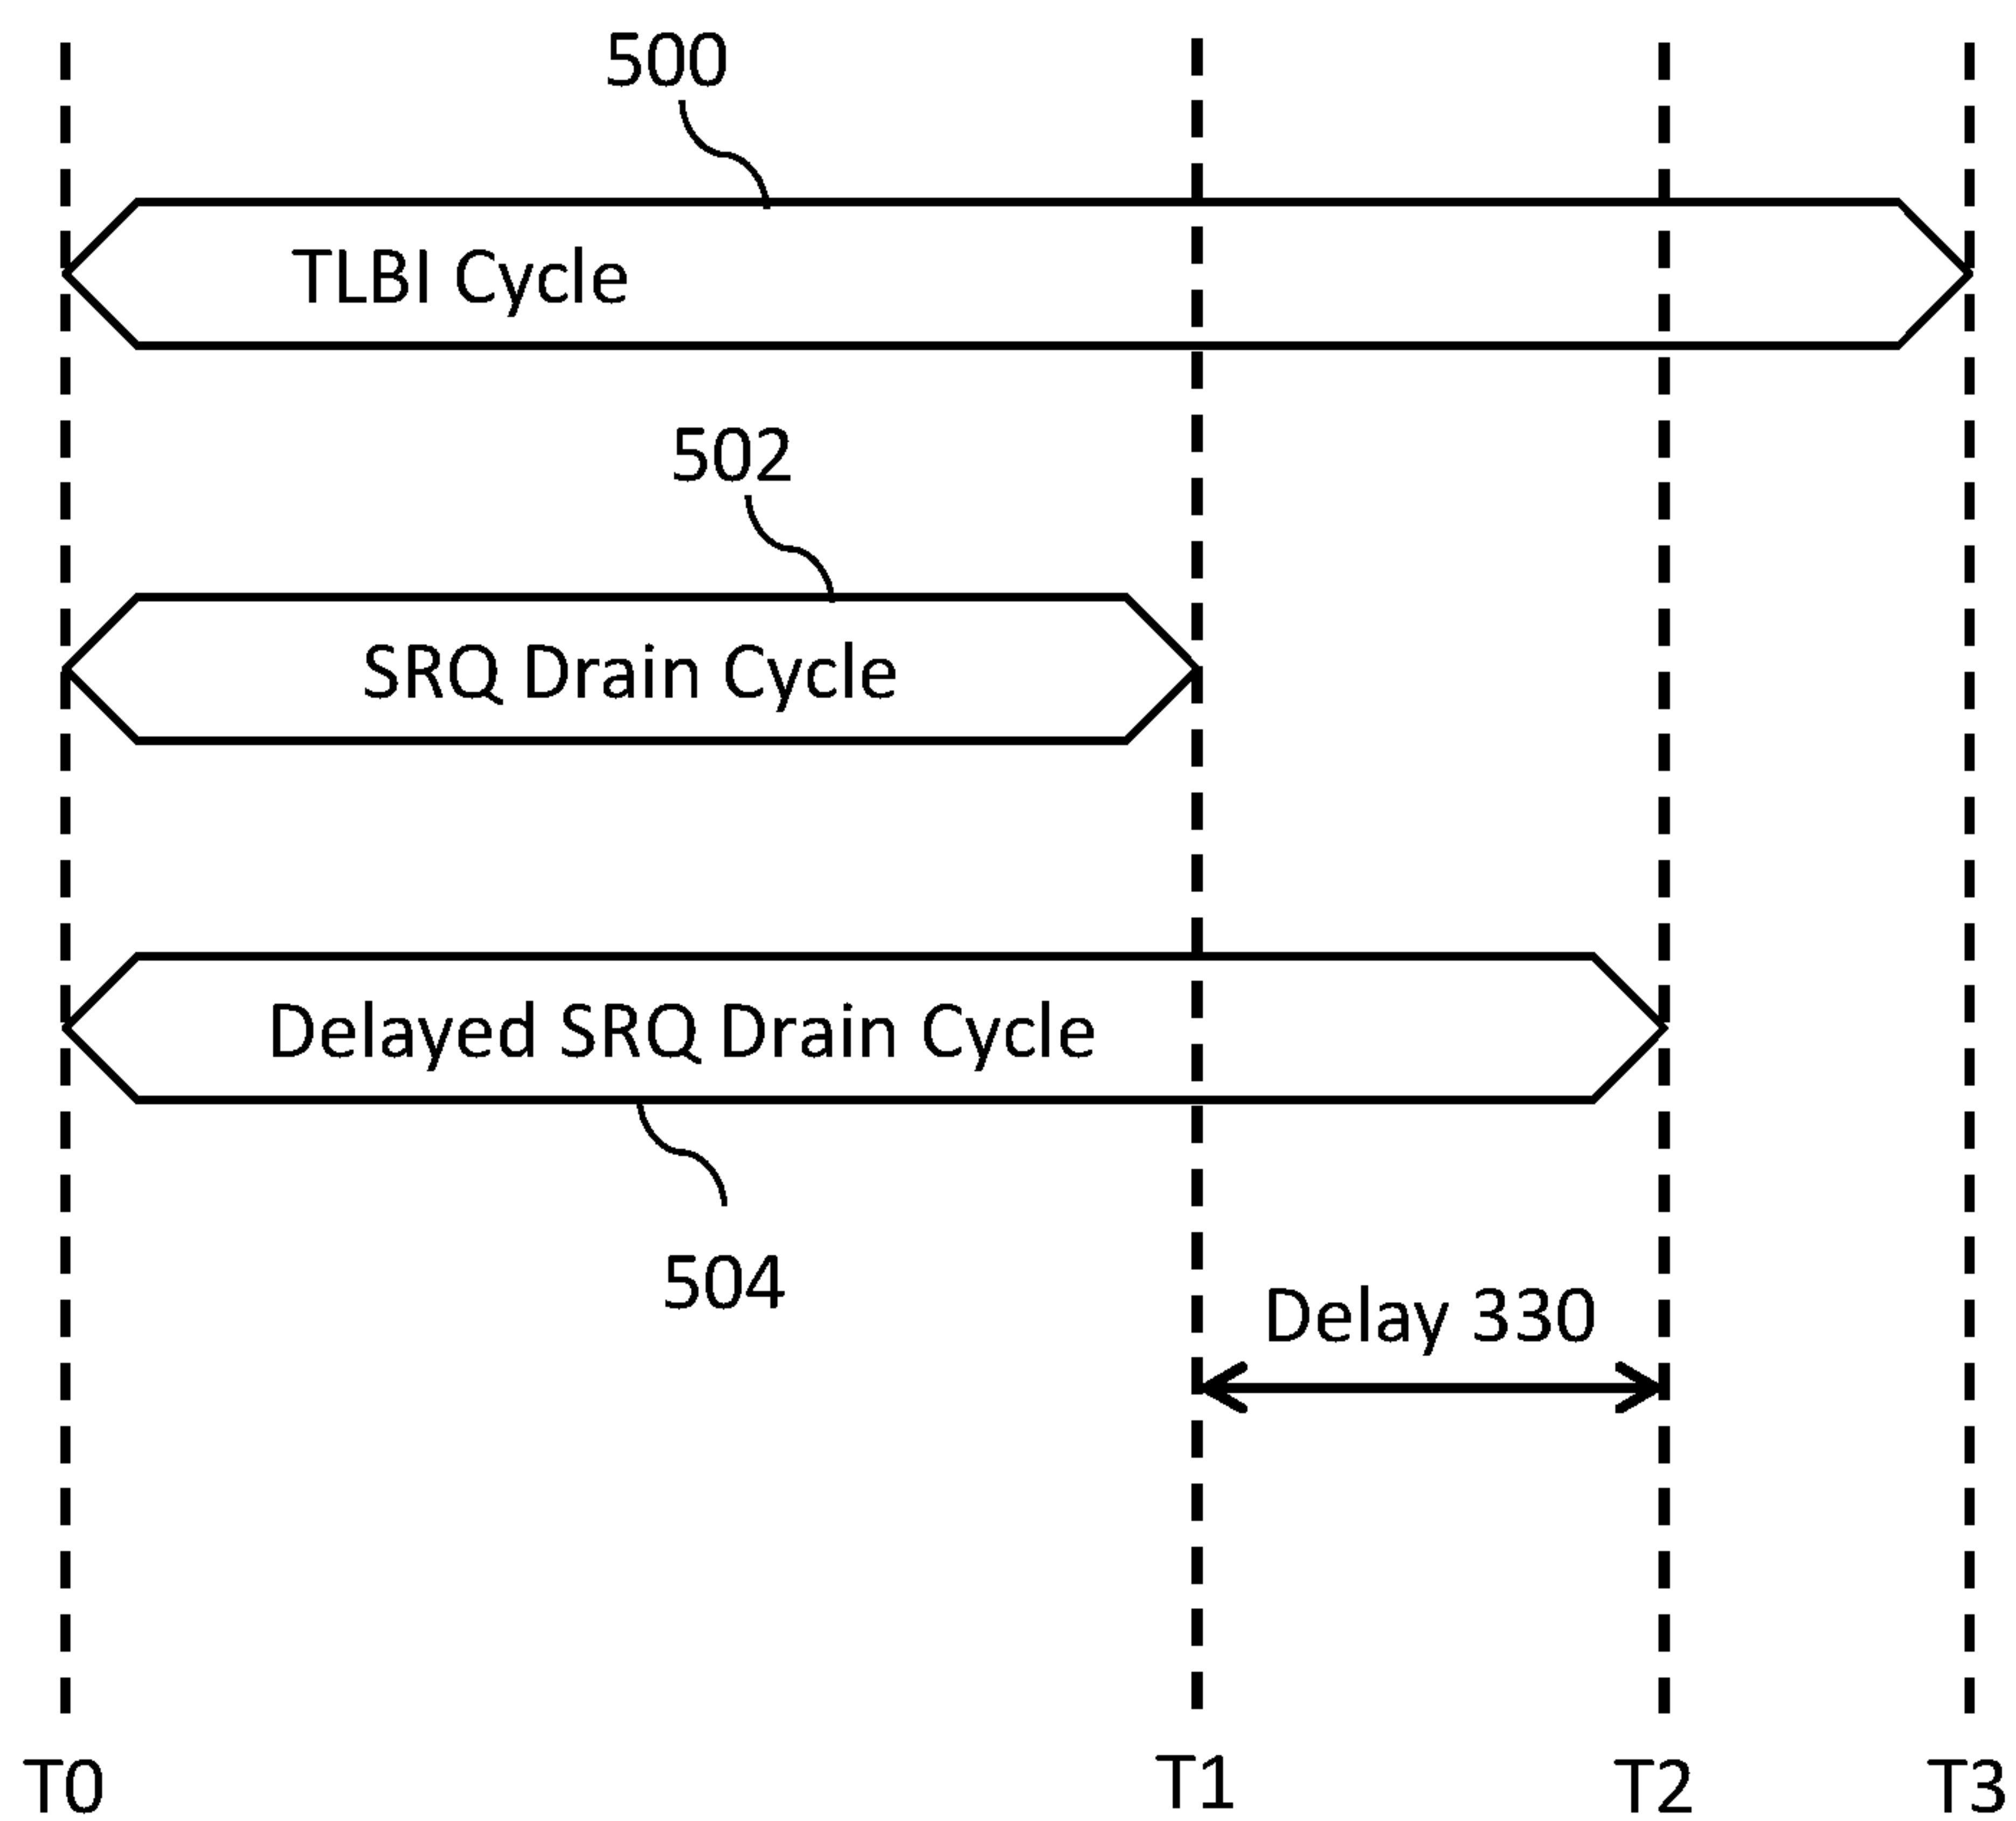 500
TLBI Cycle
502
SRQ Drain Cycle
Delayed SRQ Drain Cycle
504
Delay 330
T0 T1 T2 T3